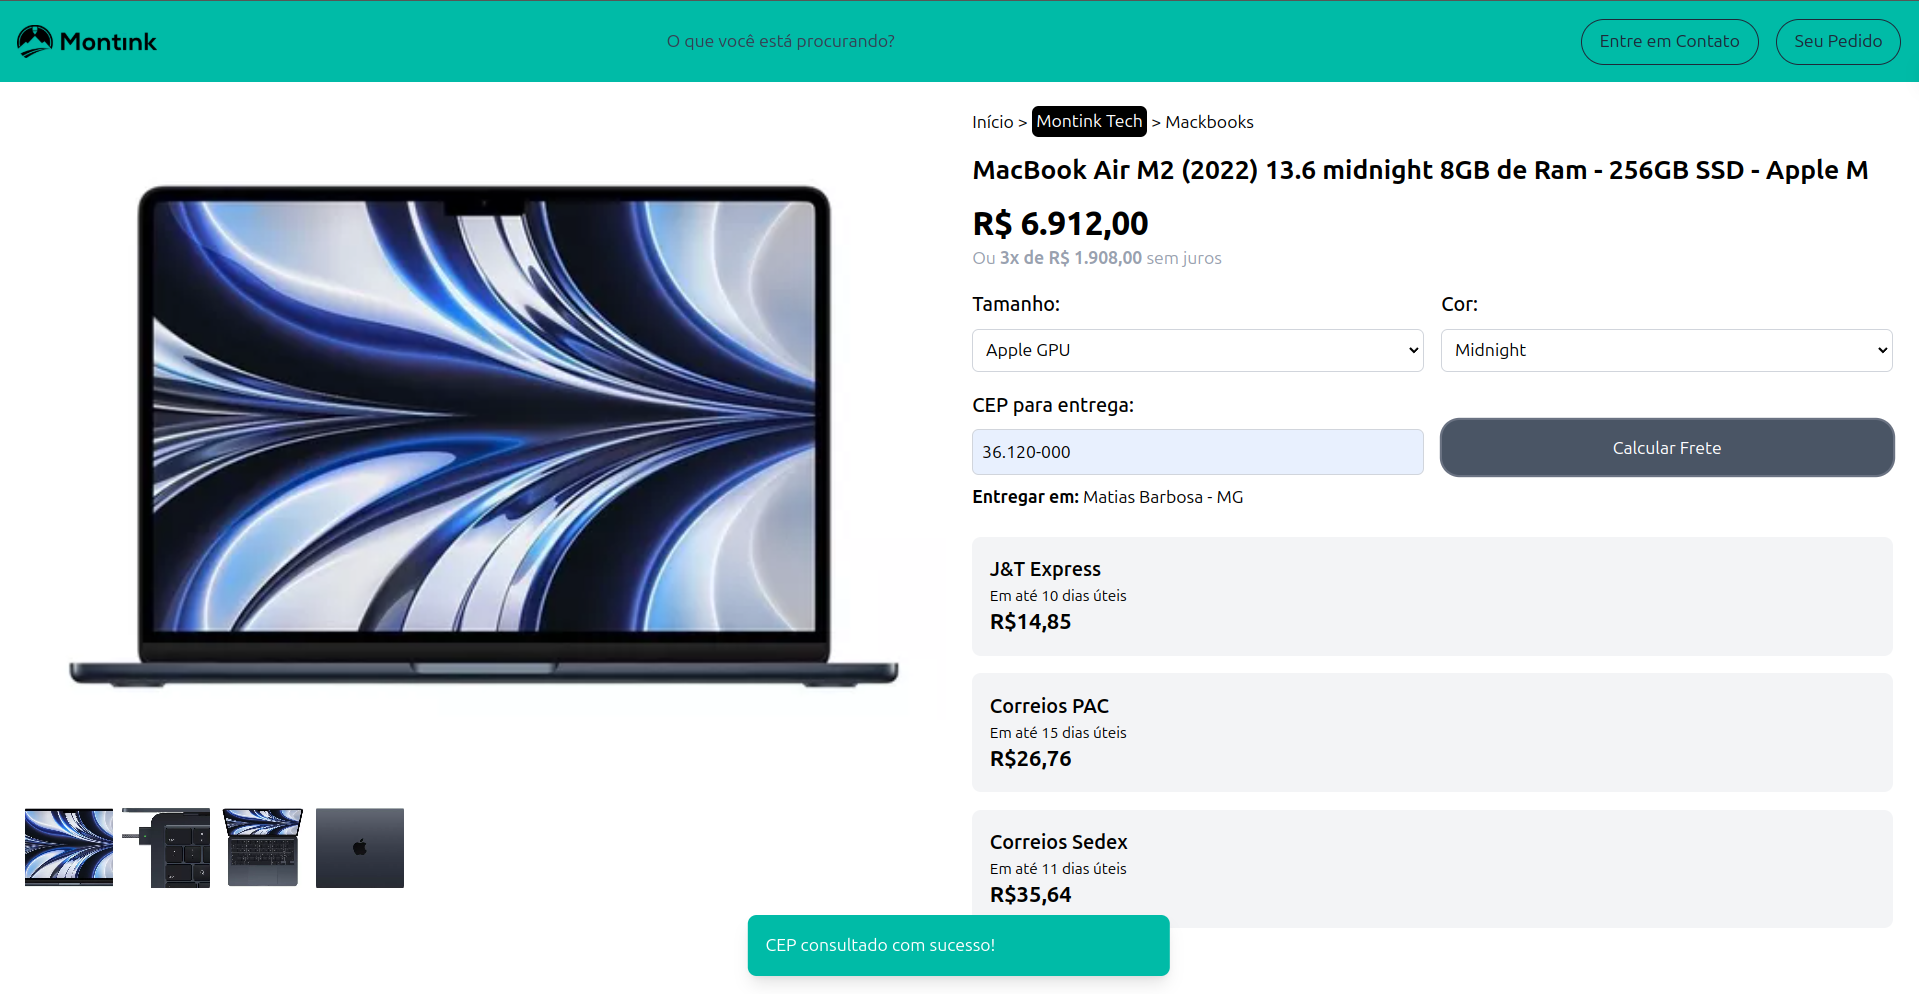 Montınk
O que você está procurando?
Entre em Contato
Seu Pedido
Início > Montink Tech > Mackbooks
MacBook Air M2 (2022) 13.6 midnight 8GB de Ram - 256GB SSD - Apple M
R$ 6.912,00
Ou 3x de R$ 1.908,00 sem juros
Tamanho:
Cor:
Apple GPU
Midnight
CEP para entrega:
36.120-000
Calcular Frete
Entregar em: Matias Barbosa - MG
J&T Express
Em até 10 dias úteis
R$14,85
Correios PAC
Em até 15 dias úteis
R$26,76
Correios Sedex
Em até 11 dias úteis
R$35,64
CEP consultado com sucesso!